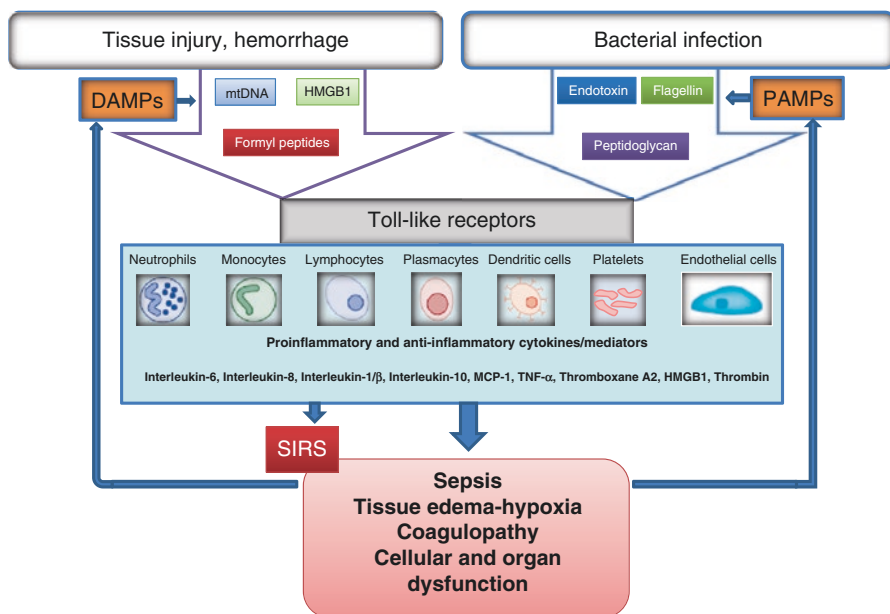 Tissue injury, hemorrhage
Bacterial infection
DAMPs
mtDNA
HMGB1
Endotoxin
Flagellin
PAMPs
Formyl peptides
Peptidoglycan
Toll-like receptors
Neutrophils
Monocytes
Lymphocytes
Plasmacytes
Dendritic cells
Platelets
Endothelial cells
Proinflammatory and anti-inflammatory cytokines/mediators
Interleukin-6, Interleukin-8, Interleukin-1/β, Interleukin-10, MCP-1, TNF-α, Thromboxane A2, HMGB1, Thrombin
SIRS
Sepsis
Tissue edema-hypoxia
Coagulopathy
Cellular and organ
dysfunction